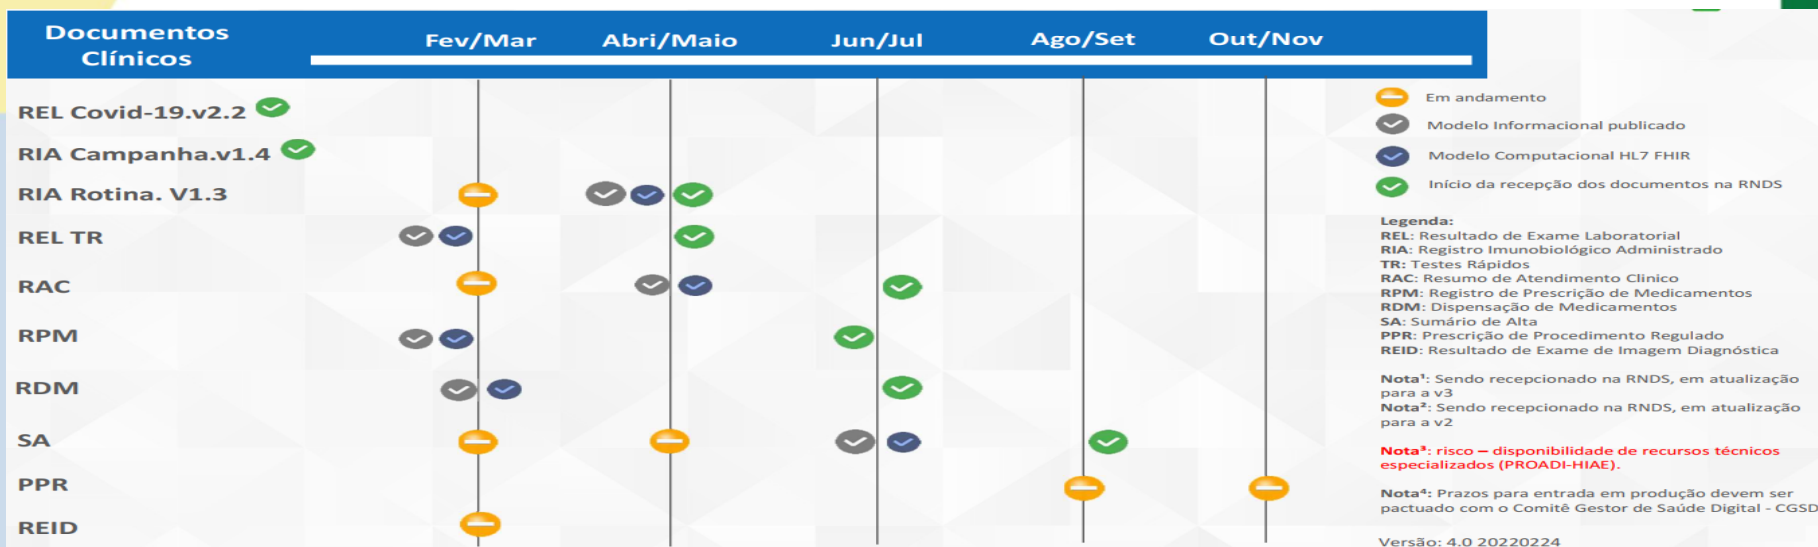 Documentos
Clínicos
Fev/Mar
Abri/Maio
Jun/Jul
Ago/Set
Out/Nov
REL Covid-19.v2.2
RIA Campanha.v1.4
RIA Rotina. V1.3
REL TR
RAC
RPM
RDM
SA
PPR
REID
Em andamento
Modelo Informacional publicado
Modelo Computacional HL7 FHIR
Início da recepção dos documentos na RNDS
Legenda:
REL: Resultado de Exame Laboratorial
RIA: Registro Imunobiológico Administrado
TR: Testes Rápidos
RAC: Resumo de Atendimento Clinico
RPM: Registro de Prescrição de Medicamentos
RDM: Dispensação de Medicamentos
SA: Sumário de Alta
PPR: Prescrição de Procedimento Regulado
REID: Resultado de Exame de Imagem Diagnóstica
Nota¹: Sendo recepcionado na RNDS, em atualização
para a v3
Nota²: Sendo recepcionado na RNDS, em atualização
para a v2
Nota³: risco – disponibilidade de recursos técnicos
especializados (PROADI-HIAE).
Nota⁴: Prazos para entrada em produção devem ser
pactuado com o Comitê Gestor de Saúde Digital - CGSD
Versão: 4.0 20220224